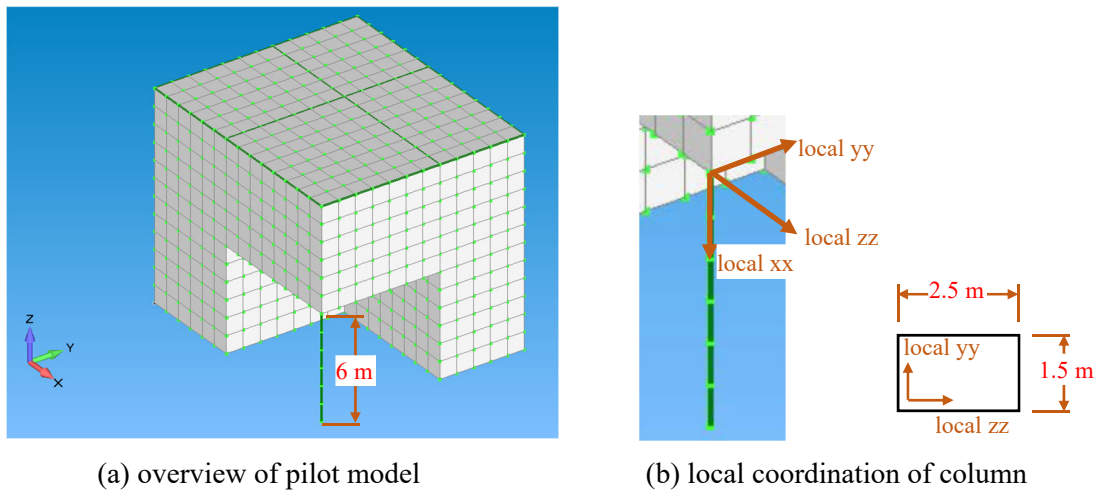 Z
Y
X
6 m
local yy
local zz
local xx
2.5 m
local yy
1.5 m
local zz
(a) overview of pilot model
(b) local coordination of column